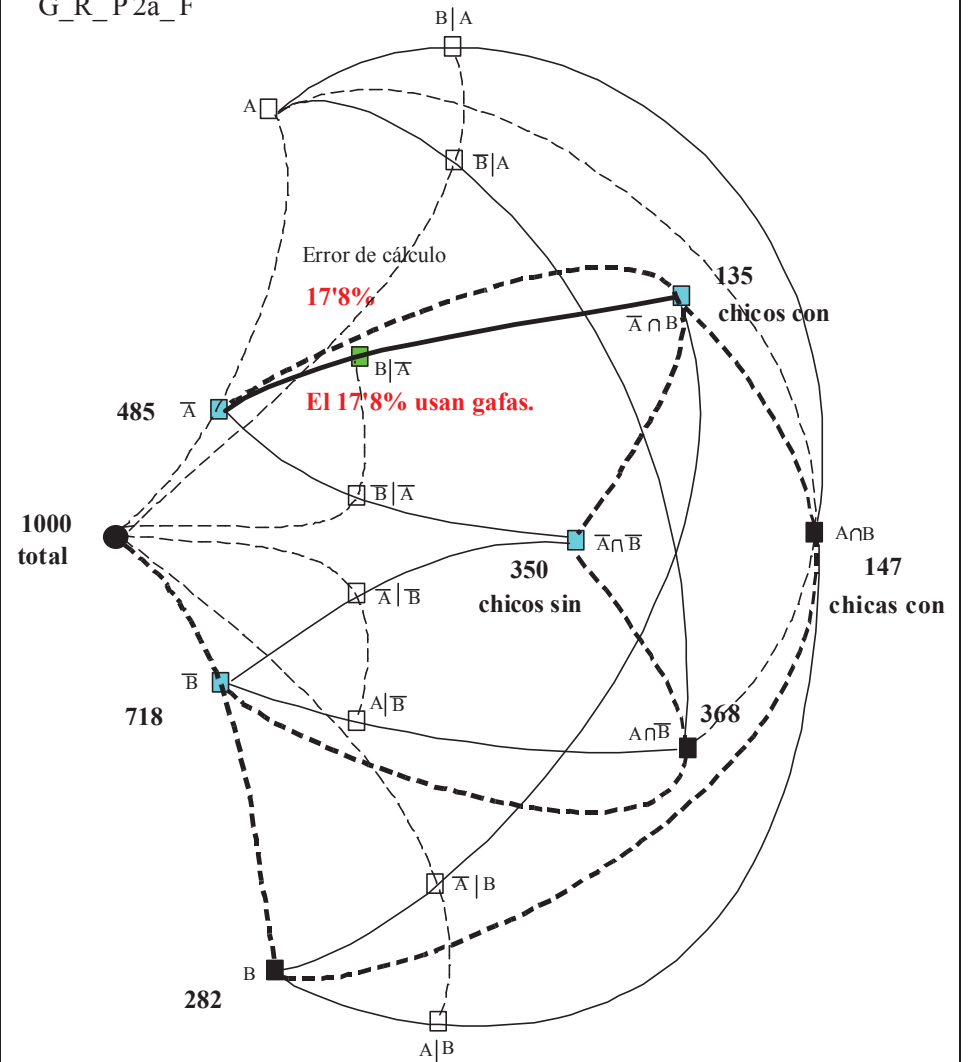 G_R_P2a_F
B|A
A
B̅|A
Error de cálculo
17'8%
135
chicos con
A̅∩B
B|A̅
485
A̅
El 17'8% usan gafas.
B̅|A̅
1000
total
A̅∩B̅
A∩B
350
chicos sin
147
chicas con
A̅|B̅
B̅
718
A|B̅
368
A∩B̅
A̅|B
B
282
A|B